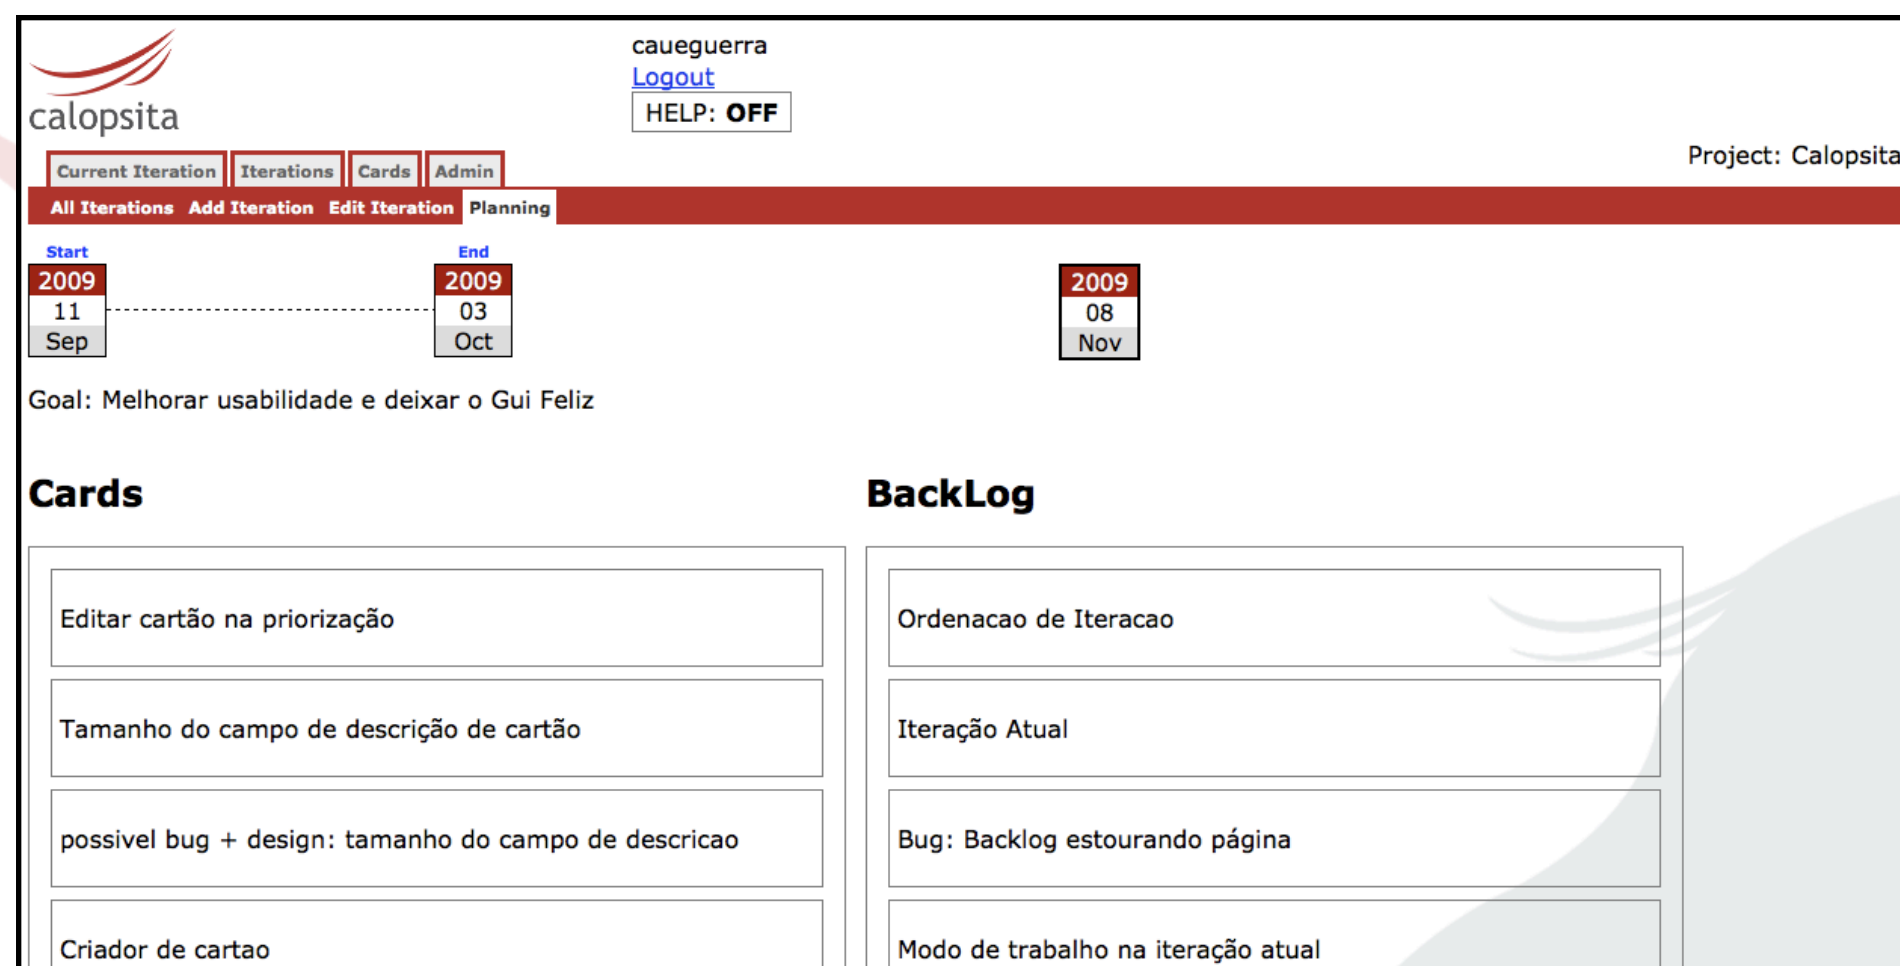 calopsita
caueguerra
Logout
HELP: OFF
Project: Calopsita
Current Iteration Iterations Cards Admin
All Iterations Add Iteration Edit Iteration Planning
Start End
2009 2009 2009
11 03 08
Sep Oct Nov
Goal: Melhorar usabilidade e deixar o Gui Feliz
Cards
Editar cartão na priorização
Tamanho do campo de descrição de cartão
possivel bug + design: tamanho do campo de descricao
Criador de cartao
BackLog
Ordenacao de Iteracao
Iteração Atual
Bug: Backlog estourando página
Modo de trabalho na iteração atual